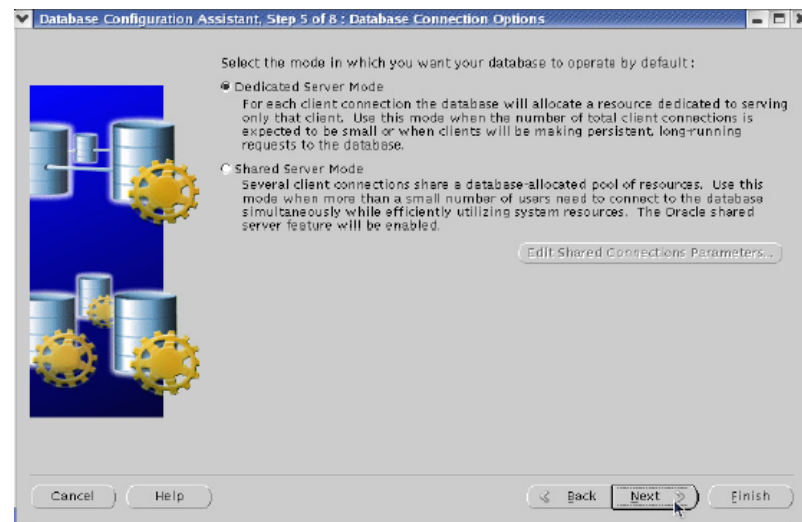 Database Configuration Assistant, Step 5 of 8 : Database Connection Options
Select the mode in which you want your database to operate by default :
Dedicated Server Mode
For each client connection the database will allocate a resource dedicated to serving
only that client. Use this mode when the number of total client connections is
expected to be small or when clients will be making persistent, long-running
requests to the database.
Shared Server Mode
Several client connections share a database-allocated pool of resources. Use this
mode when more than a small number of users need to connect to the database
simultaneously while efficiently utilizing system resources. The Oracle shared
server feature will be enabled.
Edit Shared Connections Parameters...
Cancel Help Back Next Finish